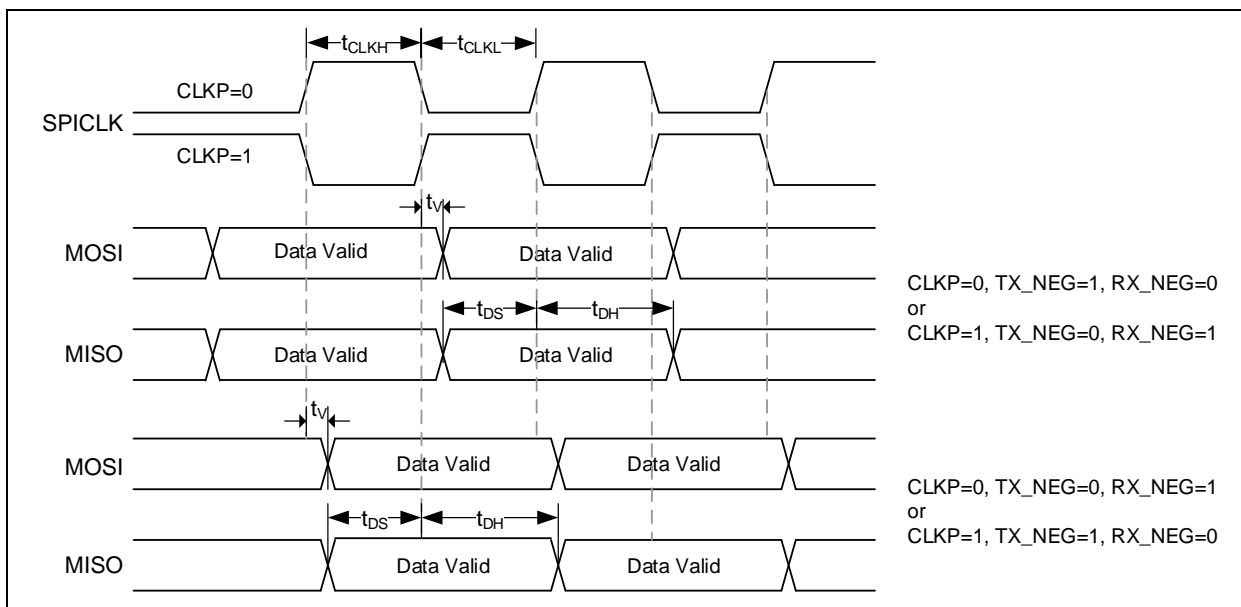 tCLKH
tCLKL
CLKP=0
SPICLK
CLKP=1
tV
MOSI
Data Valid
Data Valid
CLKP=0, TX_NEG=1, RX_NEG=0
or
CLKP=1, TX_NEG=0, RX_NEG=1
tDS
tDH
MISO
Data Valid
Data Valid
tV
MOSI
Data Valid
Data Valid
CLKP=0, TX_NEG=0, RX_NEG=1
or
CLKP=1, TX_NEG=1, RX_NEG=0
tDS
tDH
MISO
Data Valid
Data Valid